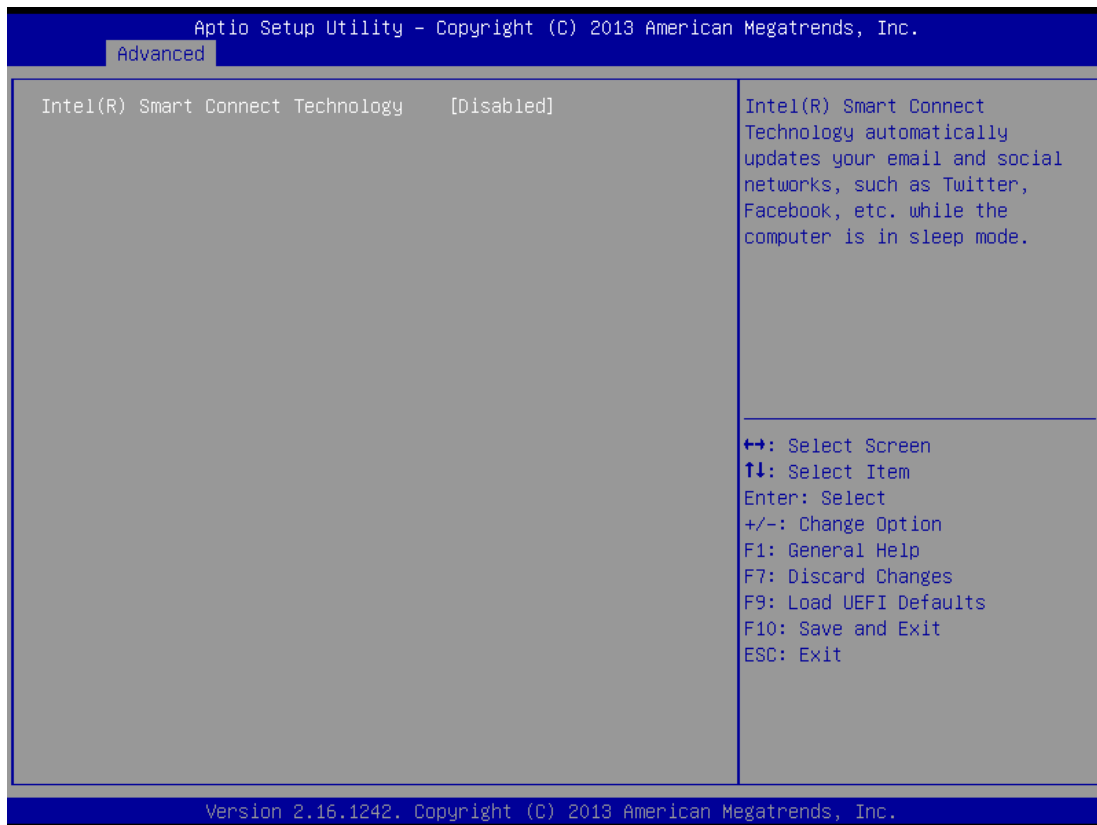 Aptio Setup Utility – Copyright (C) 2013 American Megatrends, Inc.
Advanced
Intel(R) Smart Connect Technology [Disabled]
Intel(R) Smart Connect
Technology automatically
updates your email and social
networks, such as Twitter,
Facebook, etc. while the
computer is in sleep mode.
↔: Select Screen
↑↓: Select Item
Enter: Select
+/-: Change Option
F1: General Help
F7: Discard Changes
F9: Load UEFI Defaults
F10: Save and Exit
ESC: Exit
Version 2.16.1242. Copyright (C) 2013 American Megatrends, Inc.